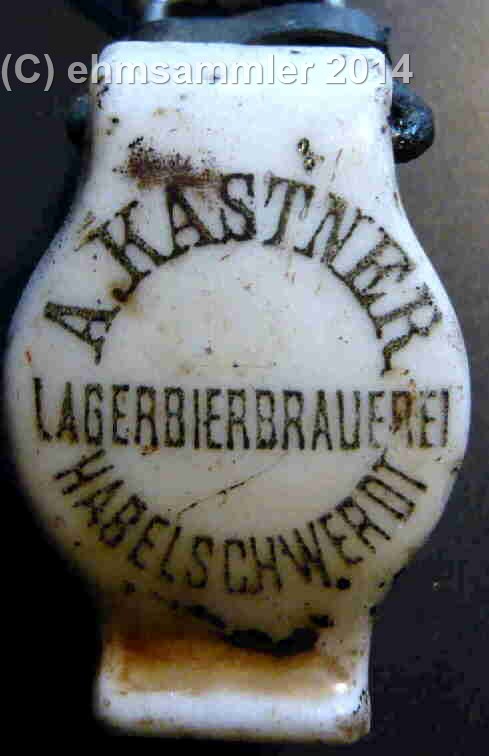 (C) ehmsammler 2014
A.KASTNER
LAGERBIERBRAUEREI
HABELSCHWERDT